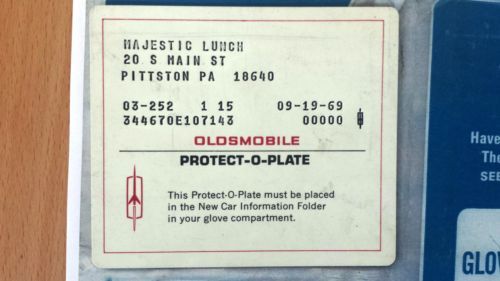 MAJESTIC LUNCH
20 S MAIN ST
PITTSTON PA 18640
03-252 1 15 09-19-69
344670E107143 00000
OLDSMOBILE
PROTECT-O-PLATE
This Protect-O-Plate must be placed
in the New Car Information Folder
in your glove compartment.
Have
The
SEE
GLOV